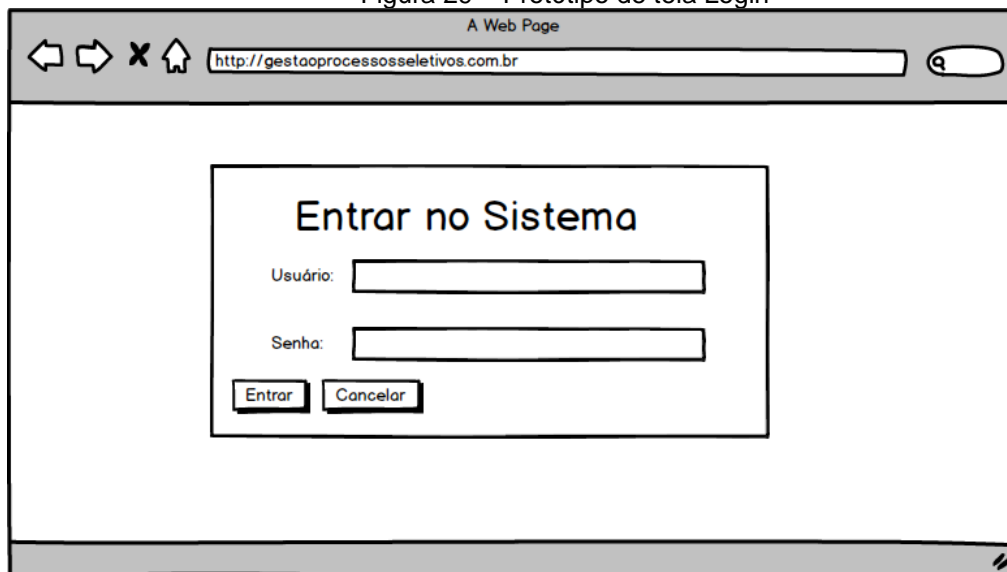 A Web Page
http://gestaoprocessosseletivos.com.br
Entrar no Sistema
Usuário:
Senha:
Entrar Cancelar